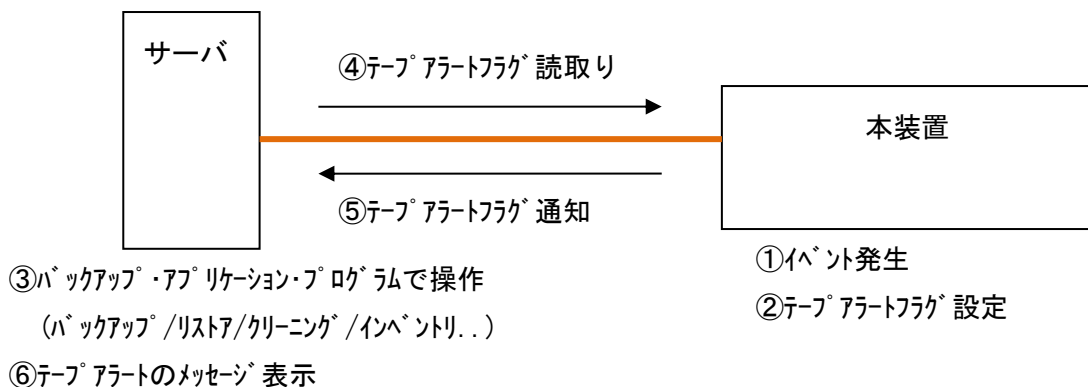 サーバ
④ﾃｰﾌﾟｱﾗｰﾄﾌﾗｸﾞ読取り
本装置
⑤ﾃｰﾌﾟｱﾗｰﾄﾌﾗｸﾞ通知
①ｲﾍﾞﾝﾄ発生
③ﾊﾞｯｸｱｯﾌﾟ・ｱﾌﾟﾘｹｰｼｮﾝ・ﾌﾟﾛｸﾞﾗﾑで操作
②ﾃｰﾌﾟｱﾗｰﾄﾌﾗｸﾞ設定
(ﾊﾞｯｸｱｯﾌﾟ/ﾘｽﾄｱ/ｸﾘｰﾆﾝｸﾞ/ｲﾝﾍﾞﾝﾄﾘ..)
⑥ﾃｰﾌﾟｱﾗｰﾄのﾒｯｾｰｼﾞ表示